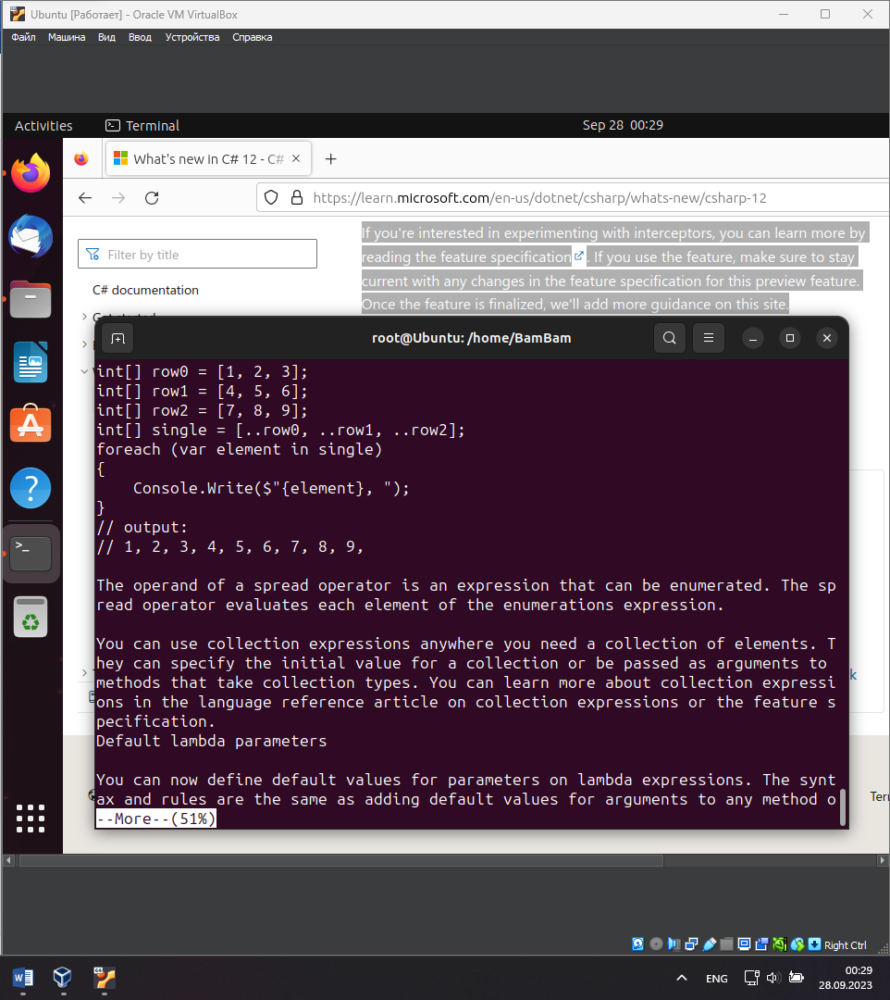 Ubuntu [Работает] - Oracle VM VirtualBox
Файл Машина Вид Ввод Устройства Справка
Activities Terminal Sep 28 00:29
What's new in C# 12 - C#
https://learn.microsoft.com/en-us/dotnet/csharp/whats-new/csharp-12
If you're interested in experimenting with interceptors, you can learn more by
reading the feature specification. If you use the feature, make sure to stay
current with any changes in the feature specification for this preview feature.
Once the feature is finalized, we'll add more guidance on this site.
Filter by title
C# documentation
root@Ubuntu: /home/BamBam
int[] row0 = [1, 2, 3];
int[] row1 = [4, 5, 6];
int[] row2 = [7, 8, 9];
int[] single = [..row0, ..row1, ..row2];
foreach (var element in single)
{
    Console.Write($"{element}, ");
}
// output:
// 1, 2, 3, 4, 5, 6, 7, 8, 9,
The operand of a spread operator is an expression that can be enumerated. The sp
read operator evaluates each element of the enumerations expression.
You can use collection expressions anywhere you need a collection of elements. T
hey can specify the initial value for a collection or be passed as arguments to
methods that take collection types. You can learn more about collection expressi
ons in the language reference article on collection expressions or the feature s
pecification.
Default lambda parameters
You can now define default values for parameters on lambda expressions. The synt
ax and rules are the same as adding default values for arguments to any method o
--More--(51%)
Right Ctrl
ENG
00:29
28.09.2023